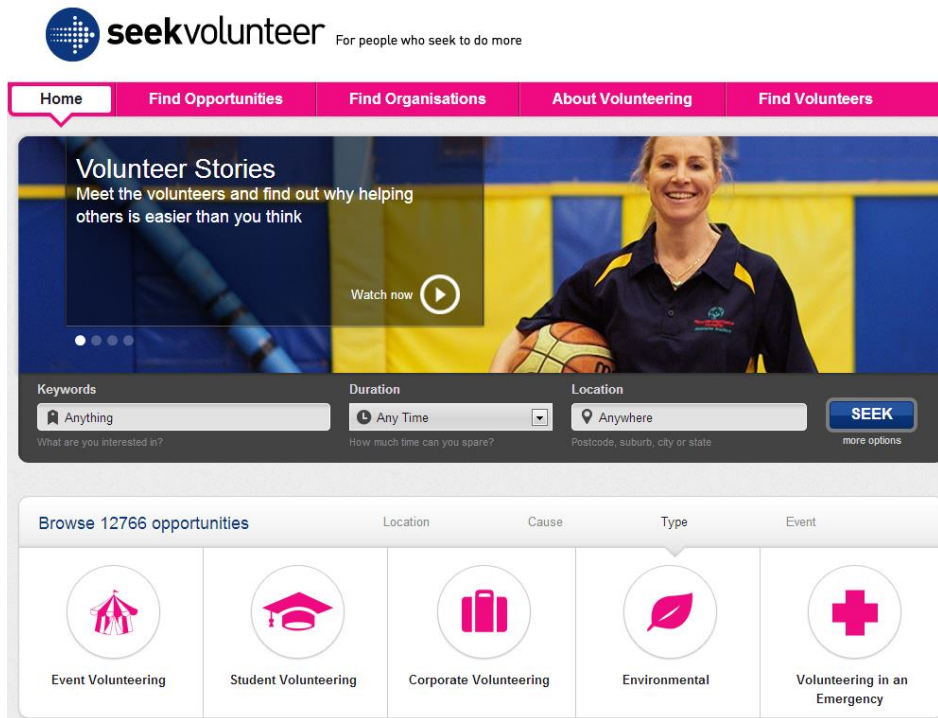 seekvolunteer For people who seek to do more
Home Find Opportunities Find Organisations About Volunteering Find Volunteers
Volunteer Stories
Meet the volunteers and find out why helping
others is easier than you think
Watch now
Keywords Duration Location
Anything Any Time Anywhere SEEK
What are you interested in? How much time can you spare? Postcode, suburb, city or state more options
Browse 12766 opportunities Location Cause Type Event
Event Volunteering Student Volunteering Corporate Volunteering Environmental Volunteering in an
Emergency